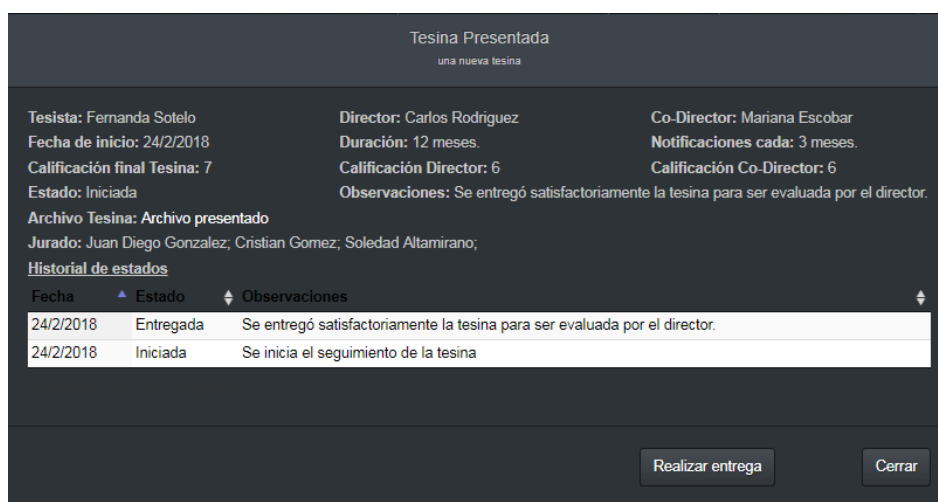 Tesina Presentada
una nueva tesina
Tesista: Fernanda Sotelo Director: Carlos Rodriguez Co-Director: Mariana Escobar
Fecha de inicio: 24/2/2018 Duración: 12 meses. Notificaciones cada: 3 meses.
Calificación final Tesina: 7 Calificación Director: 6 Calificación Co-Director: 6
Estado: Iniciada Observaciones: Se entregó satisfactoriamente la tesina para ser evaluada por el director.
Archivo Tesina: Archivo presentado
Jurado: Juan Diego Gonzalez; Cristian Gomez; Soledad Altamirano;
Historial de estados
Fecha Estado Observaciones
24/2/2018 Entregada Se entregó satisfactoriamente la tesina para ser evaluada por el director.
24/2/2018 Iniciada Se inicia el seguimiento de la tesina
Realizar entrega Cerrar